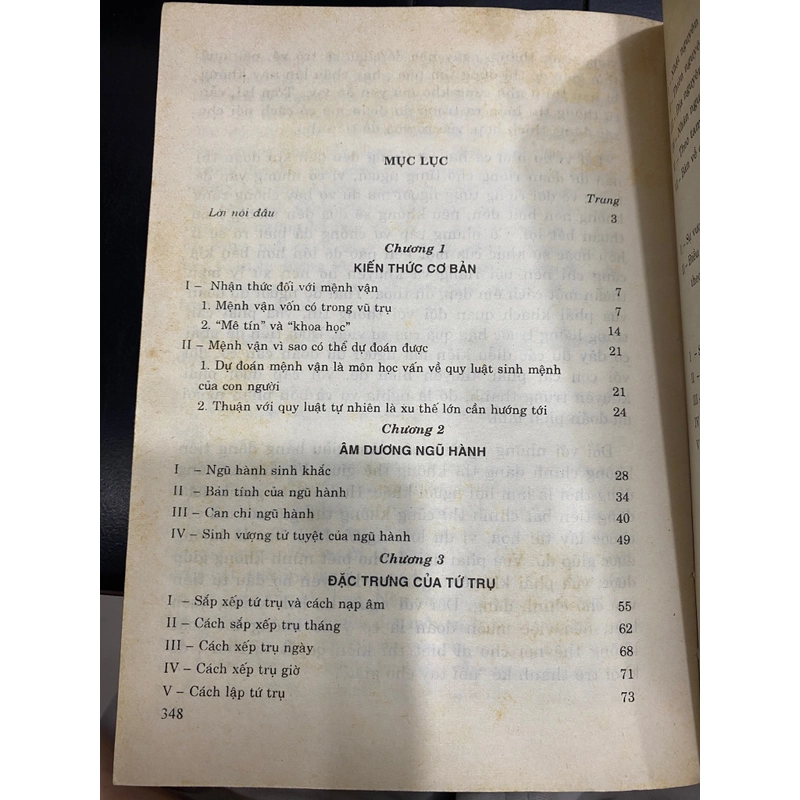 MỤC LỤC
Trang
Lời nói đầu 3
Chương 1
KIẾN THỨC CƠ BẢN
I – Nhận thức đối với mệnh vận 7
1. Mệnh vận vốn có trong vũ trụ 7
2. “Mê tín” và “khoa học” 14
II – Mệnh vận vì sao có thể dự đoán được 21
1. Dự đoán mệnh vận là môn học vấn về quy luật sinh mệnh
của con người 21
2. Thuận với quy luật tự nhiên là xu thế lớn cần hướng tới 24
Chương 2
ÂM DƯƠNG NGŨ HÀNH
I – Ngũ hành sinh khắc 28
II – Bản tính của ngũ hành 34
III – Can chi ngũ hành 40
IV – Sinh vượng tử tuyệt của ngũ hành 49
Chương 3
ĐẶC TRƯNG CỦA TỨ TRỤ
I – Sắp xếp tứ trụ và cách nạp âm 55
II – Cách sắp xếp trụ tháng 62
III – Cách xếp trụ ngày 68
IV – Cách xếp trụ giờ 71
V – Cách lập tứ trụ 73
348